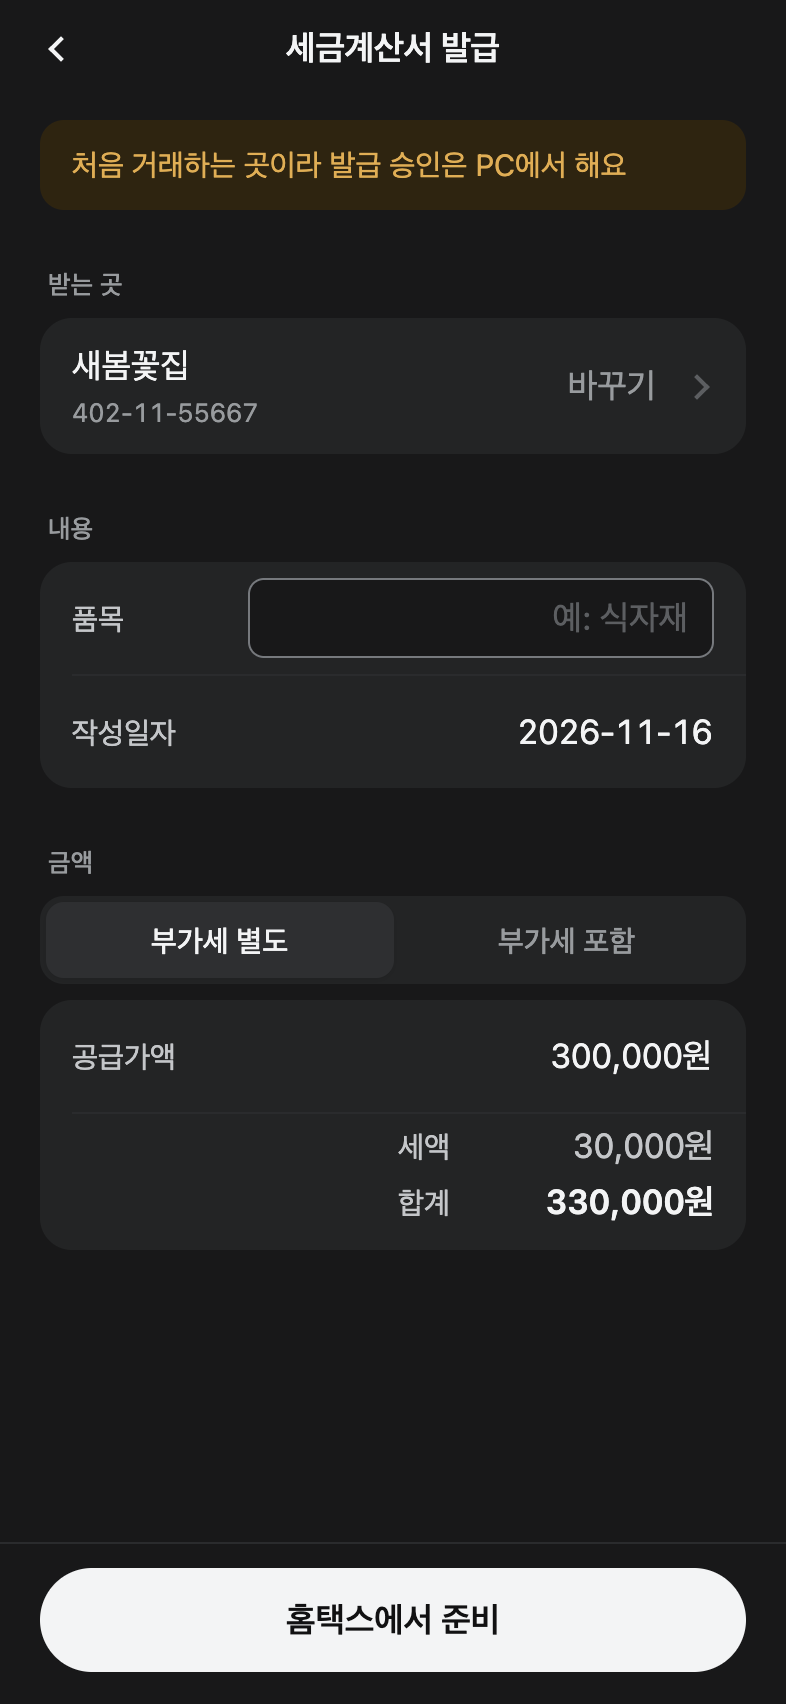 세금계산서 발급
처음 거래하는 곳이라 발급 승인은 PC에서 해요
받는 곳
새봄꽃집
402-11-55667
바꾸기
내용
품목
예: 식자재
작성일자
2026-11-16
금액
부가세 별도
부가세 포함
공급가액
300,000원
세액
30,000원
합계
330,000원
홈택스에서 준비